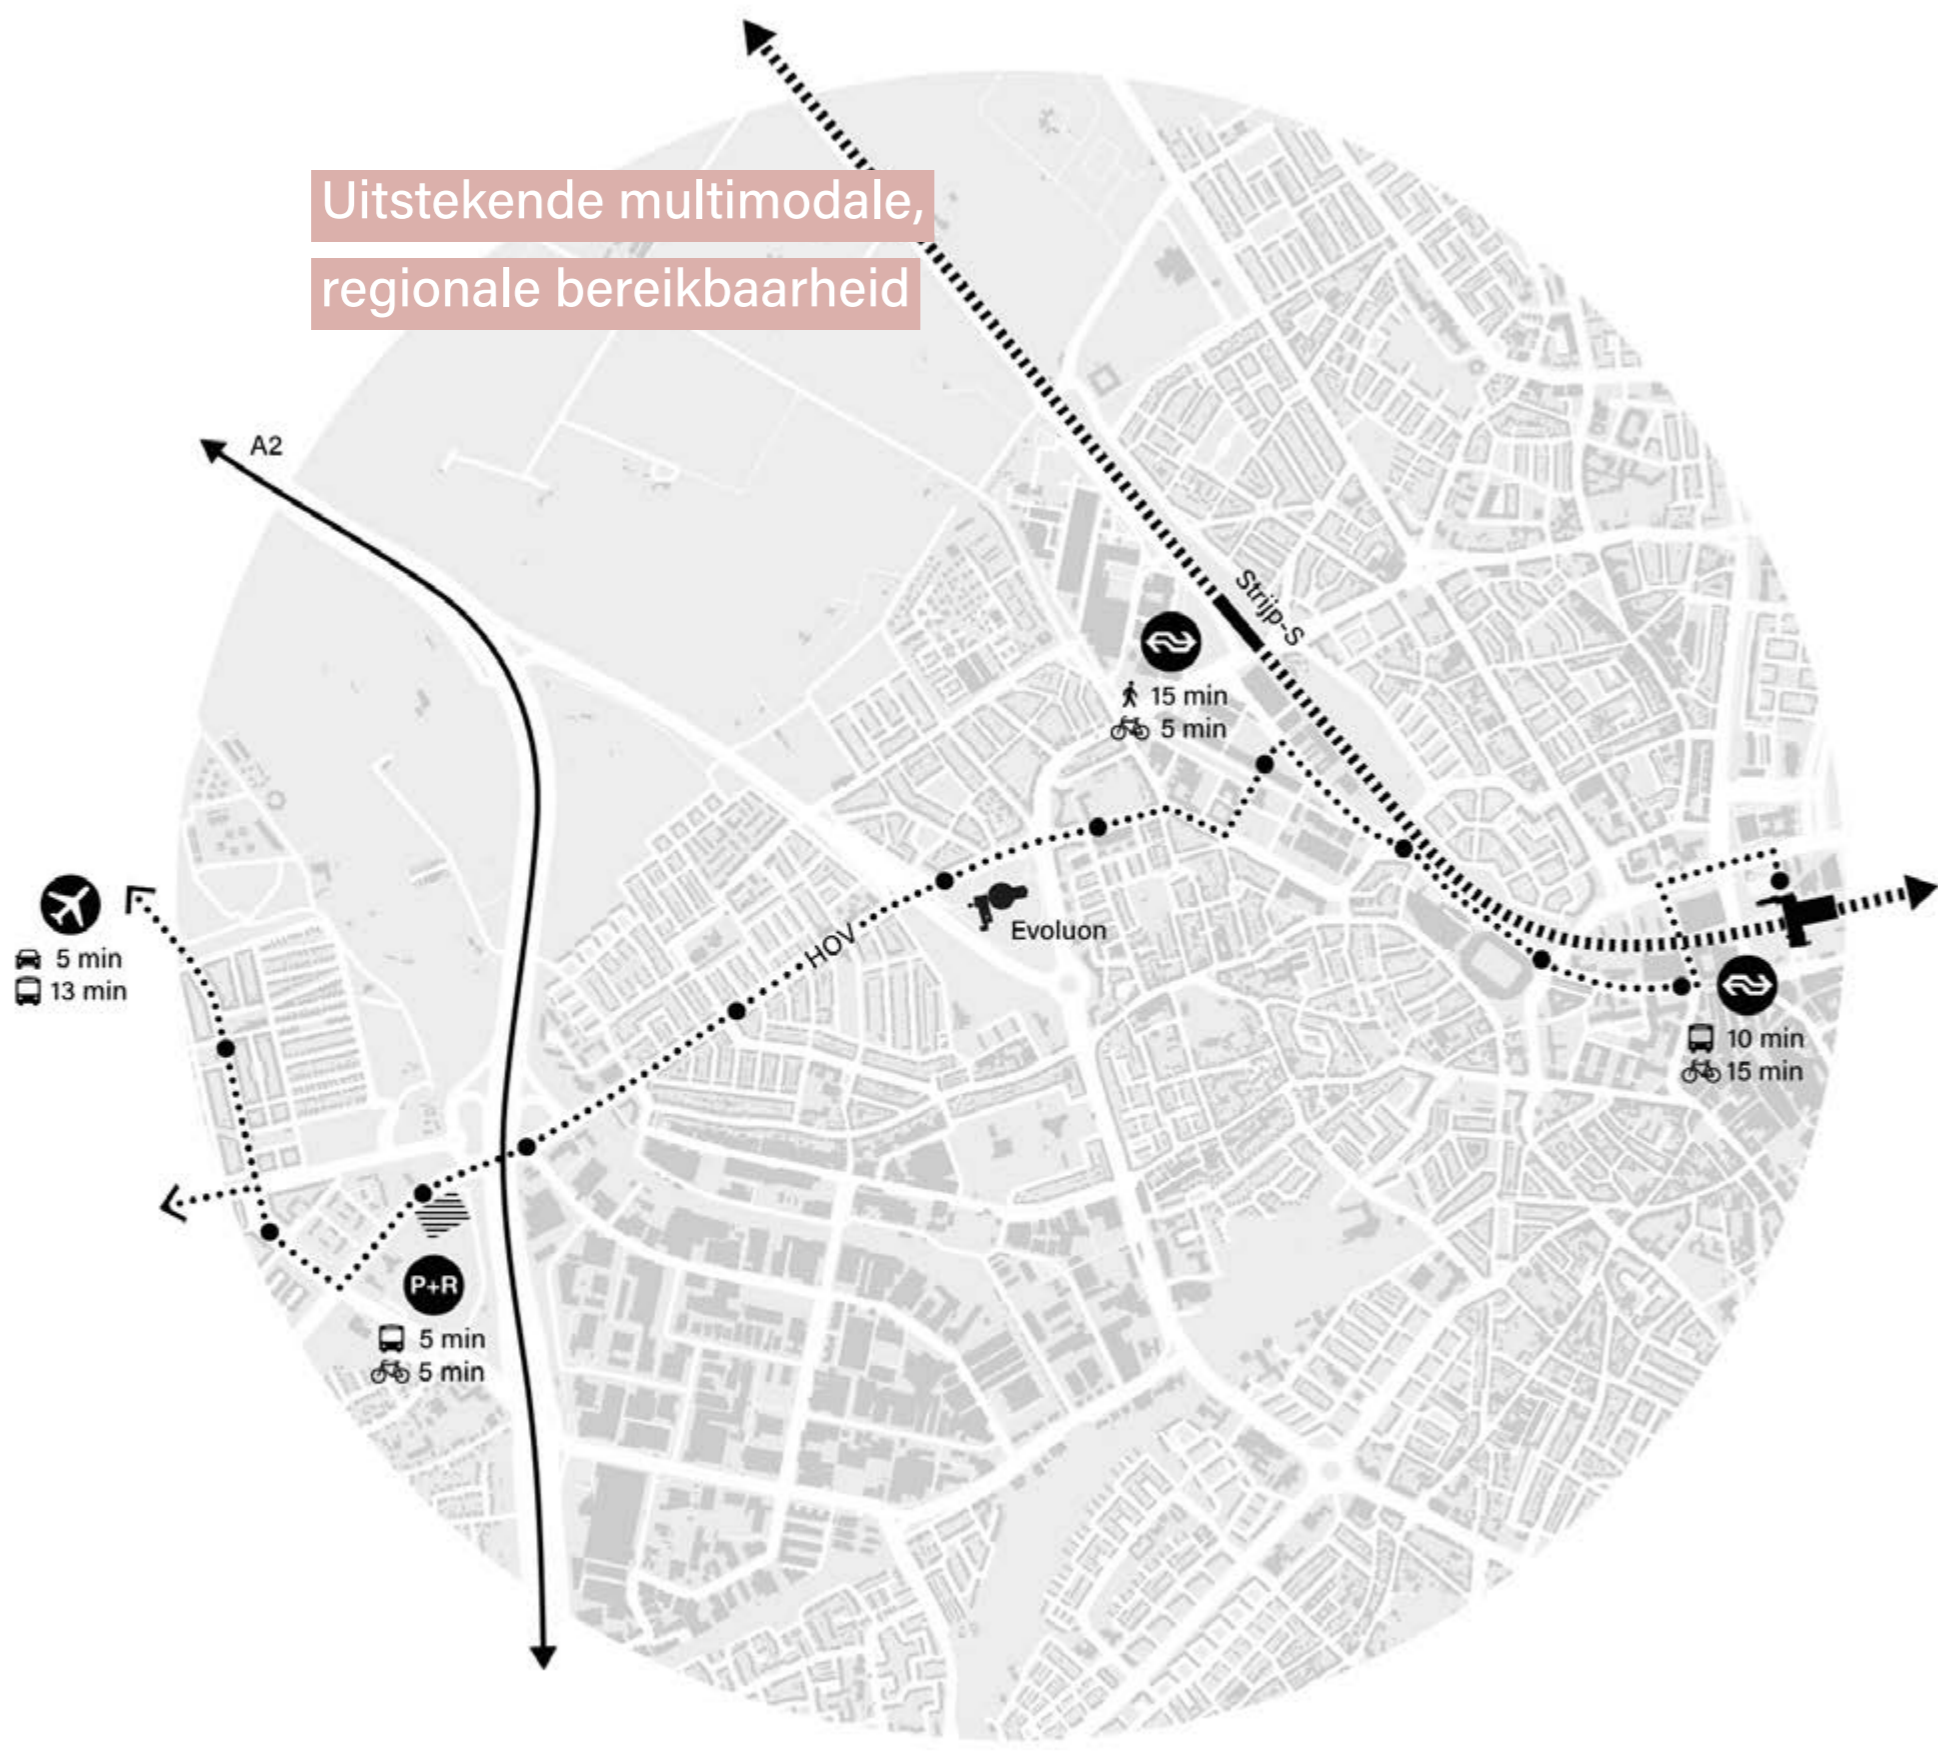 Uitstekende multimodale,
regionale bereikbaarheid
A2
Strijp-S
15 min
5 min
Evoluon
HOV
5 min
13 min
10 min
15 min
P+R
5 min
5 min